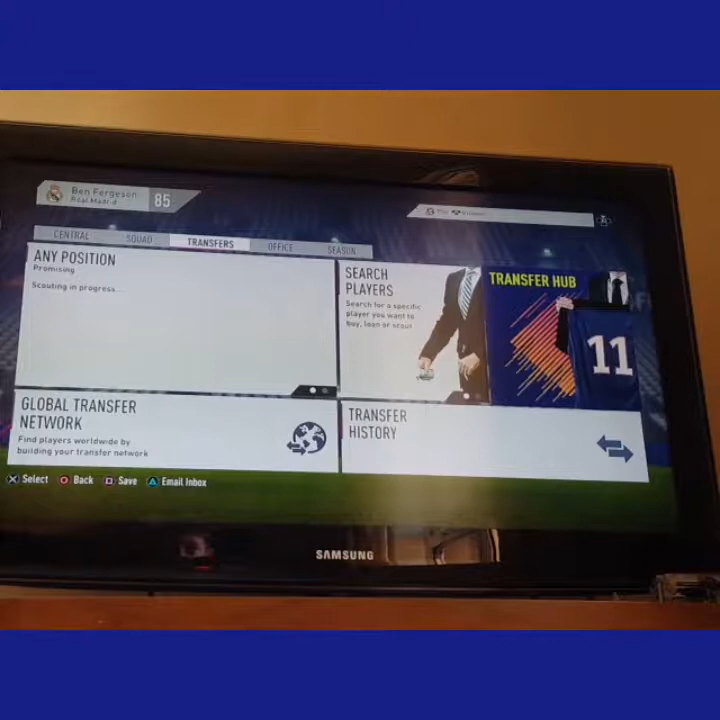 Ben Fergeson
Real Madrid
85
CENTRAL
SQUAD
TRANSFERS
OFFICE
SEASON
ANY POSITION
Promising
Scouting in progress...
SEARCH
PLAYERS
Search for a specific
player you want to
buy, loan or scout
TRANSFER HUB
11
GLOBAL TRANSFER
NETWORK
Find players worldwide by
building your transfer network
TRANSFER
HISTORY
Select
Back
Save
Email Inbox
SAMSUNG